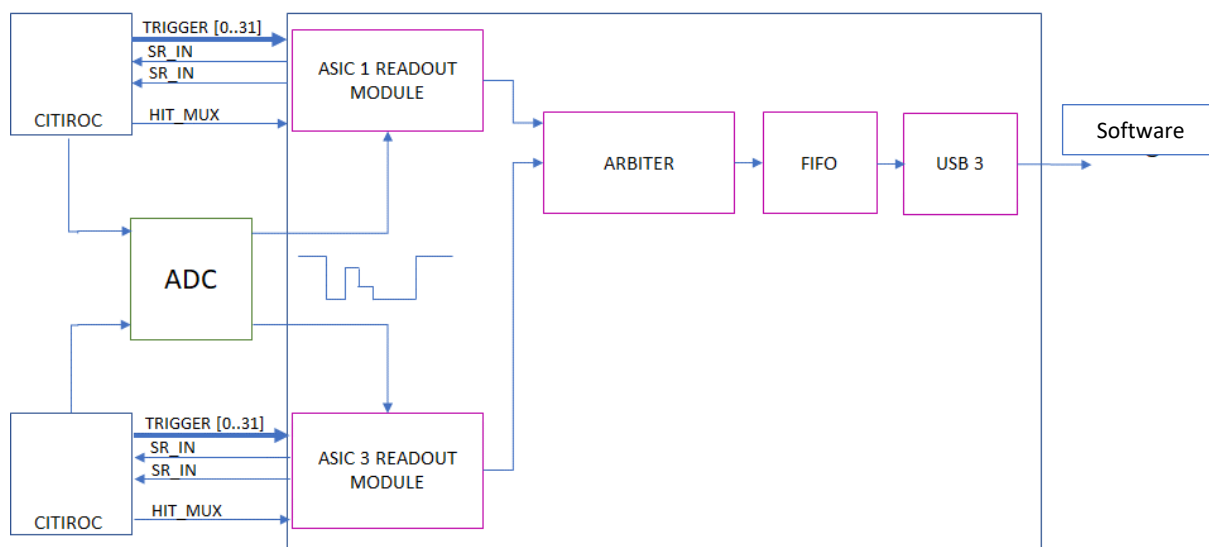 TRIGGER [0..31]
SR_IN
SR_IN
HIT_MUX
CITIROC
ASIC 1 READOUT
MODULE
ARBITER
FIFO
USB 3
Software
ADC
TRIGGER [0..31]
SR_IN
SR_IN
HIT_MUX
CITIROC
ASIC 3 READOUT
MODULE